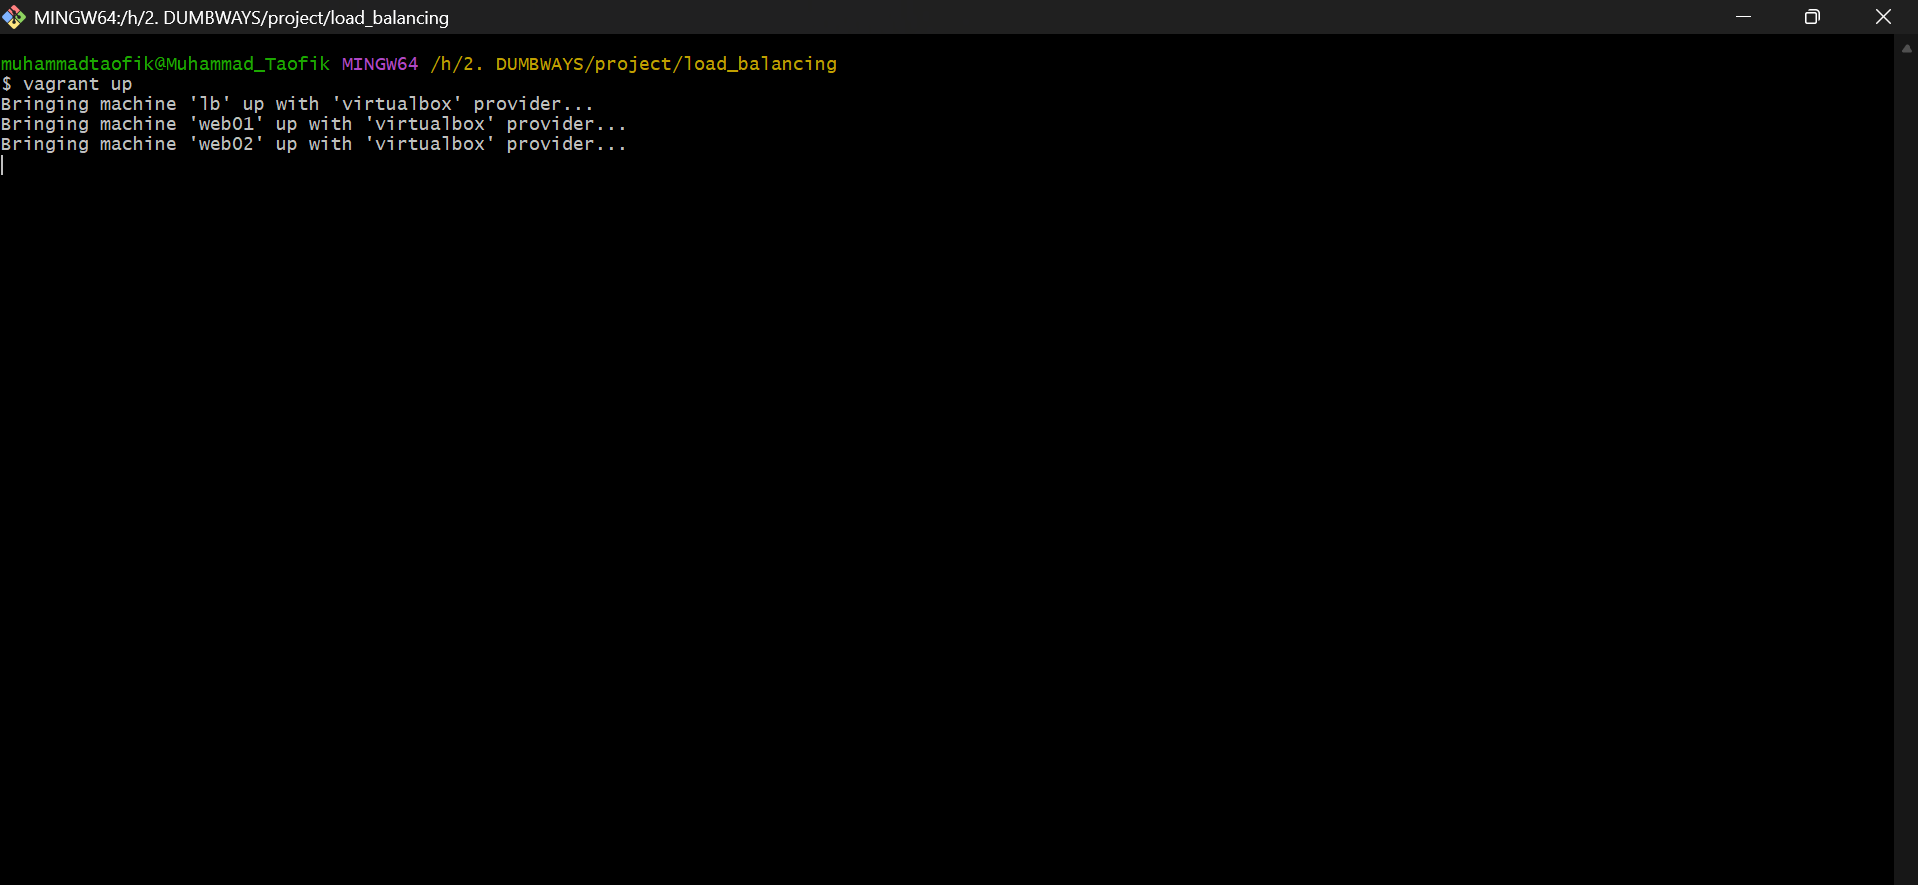 MINGW64:/h/2. DUMBWAYS/project/load_balancing
muhammadtaofik@Muhammad_Taofik MINGW64 /h/2. DUMBWAYS/project/load_balancing
$ vagrant up
Bringing machine 'lb' up with 'virtualbox' provider...
Bringing machine 'web01' up with 'virtualbox' provider...
Bringing machine 'web02' up with 'virtualbox' provider...